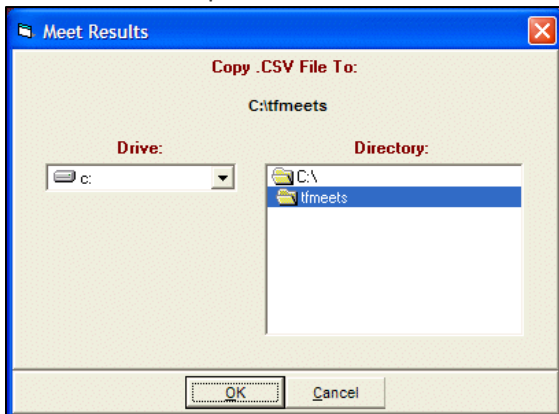 Meet Results
Copy .CSV File To:
C:\tfmeets
Drive:
Directory:
c:
C:\
tfmeets
OK
Cancel